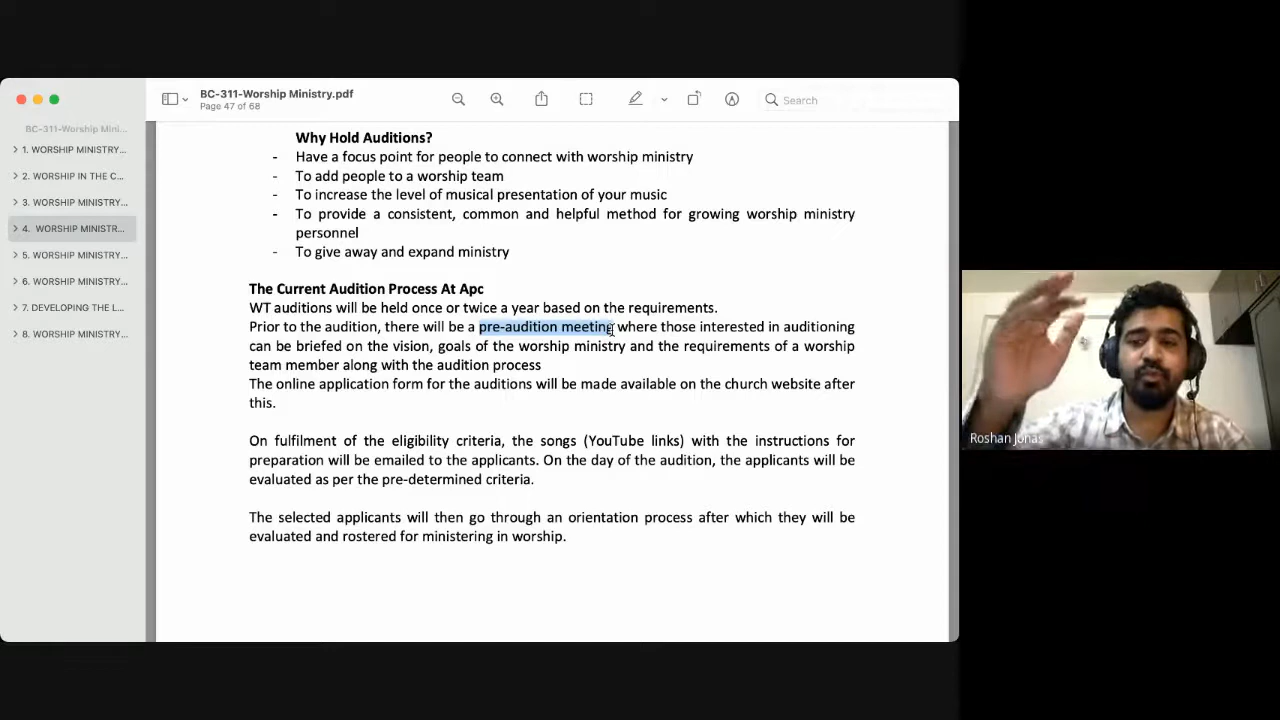 BC-311-Worship Ministry.pdf
Page 47 of 68
Search
BC-311-Worship Mini...
1. WORSHIP MINISTRY...
2. WORSHIP IN THE C...
3. WORSHIP MINISTRY...
4. WORSHIP MINISTR...
5. WORSHIP MINISTRY...
6. WORSHIP MINISTRY...
7. DEVELOPING THE L...
8. WORSHIP MINISTRY...
Why Hold Auditions?
- Have a focus point for people to connect with worship ministry
- To add people to a worship team
- To increase the level of musical presentation of your music
- To provide a consistent, common and helpful method for growing worship ministry
personnel
- To give away and expand ministry
The Current Audition Process At Apc
WT auditions will be held once or twice a year based on the requirements.
Prior to the audition, there will be a pre-audition meeting where those interested in auditioning
can be briefed on the vision, goals of the worship ministry and the requirements of a worship
team member along with the audition process
The online application form for the auditions will be made available on the church website after
this.
On fulfilment of the eligibility criteria, the songs (YouTube links) with the instructions for
preparation will be emailed to the applicants. On the day of the audition, the applicants will be
evaluated as per the pre-determined criteria.
The selected applicants will then go through an orientation process after which they will be
evaluated and rostered for ministering in worship.
Roshan Jonas